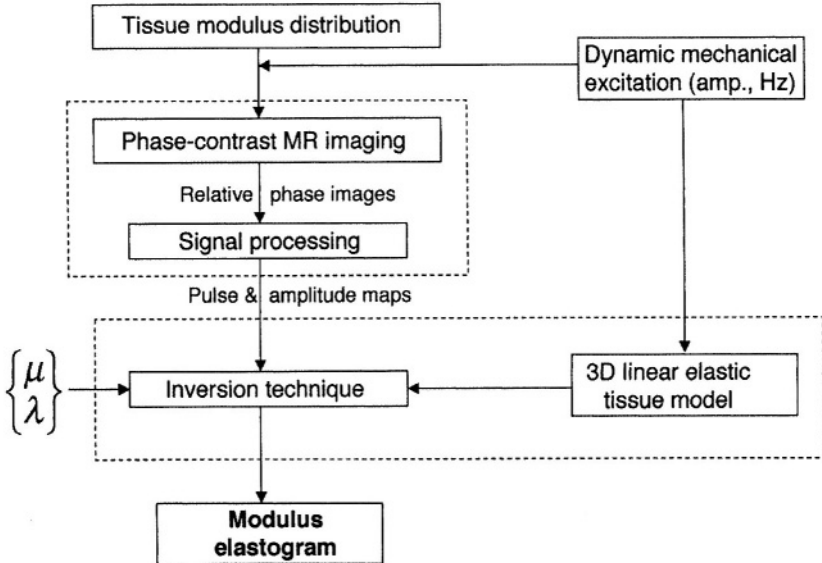 Tissue modulus distribution
Dynamic mechanical
excitation (amp., Hz)
Phase-contrast MR imaging
Relative phase images
Signal processing
Pulse & amplitude maps
μ
λ
Inversion technique
3D linear elastic
tissue model
Modulus
elastogram